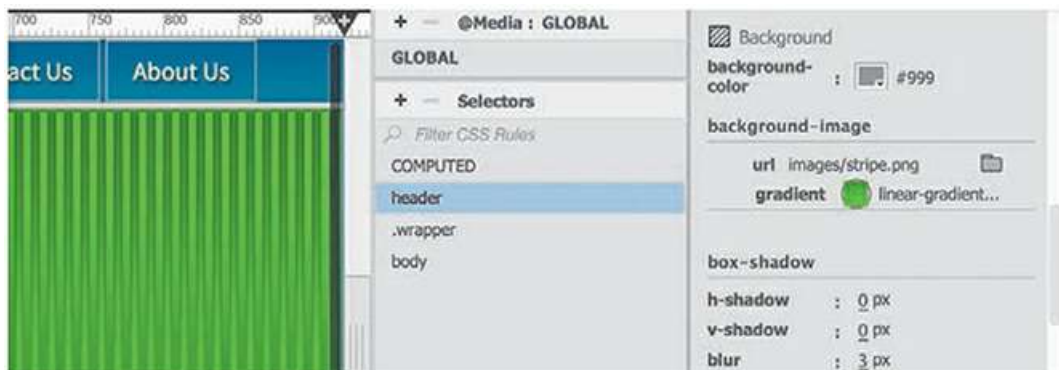 700 750 800 850 900
act Us About Us
+ — @Media : GLOBAL
GLOBAL
+ — Selectors
Filter CSS Rules
COMPUTED
header
.wrapper
body
Background
background-color : #999
background-image
url images/stripe.png
gradient linear-gradient...
box-shadow
h-shadow : 0 px
v-shadow : 0 px
blur : 3 px